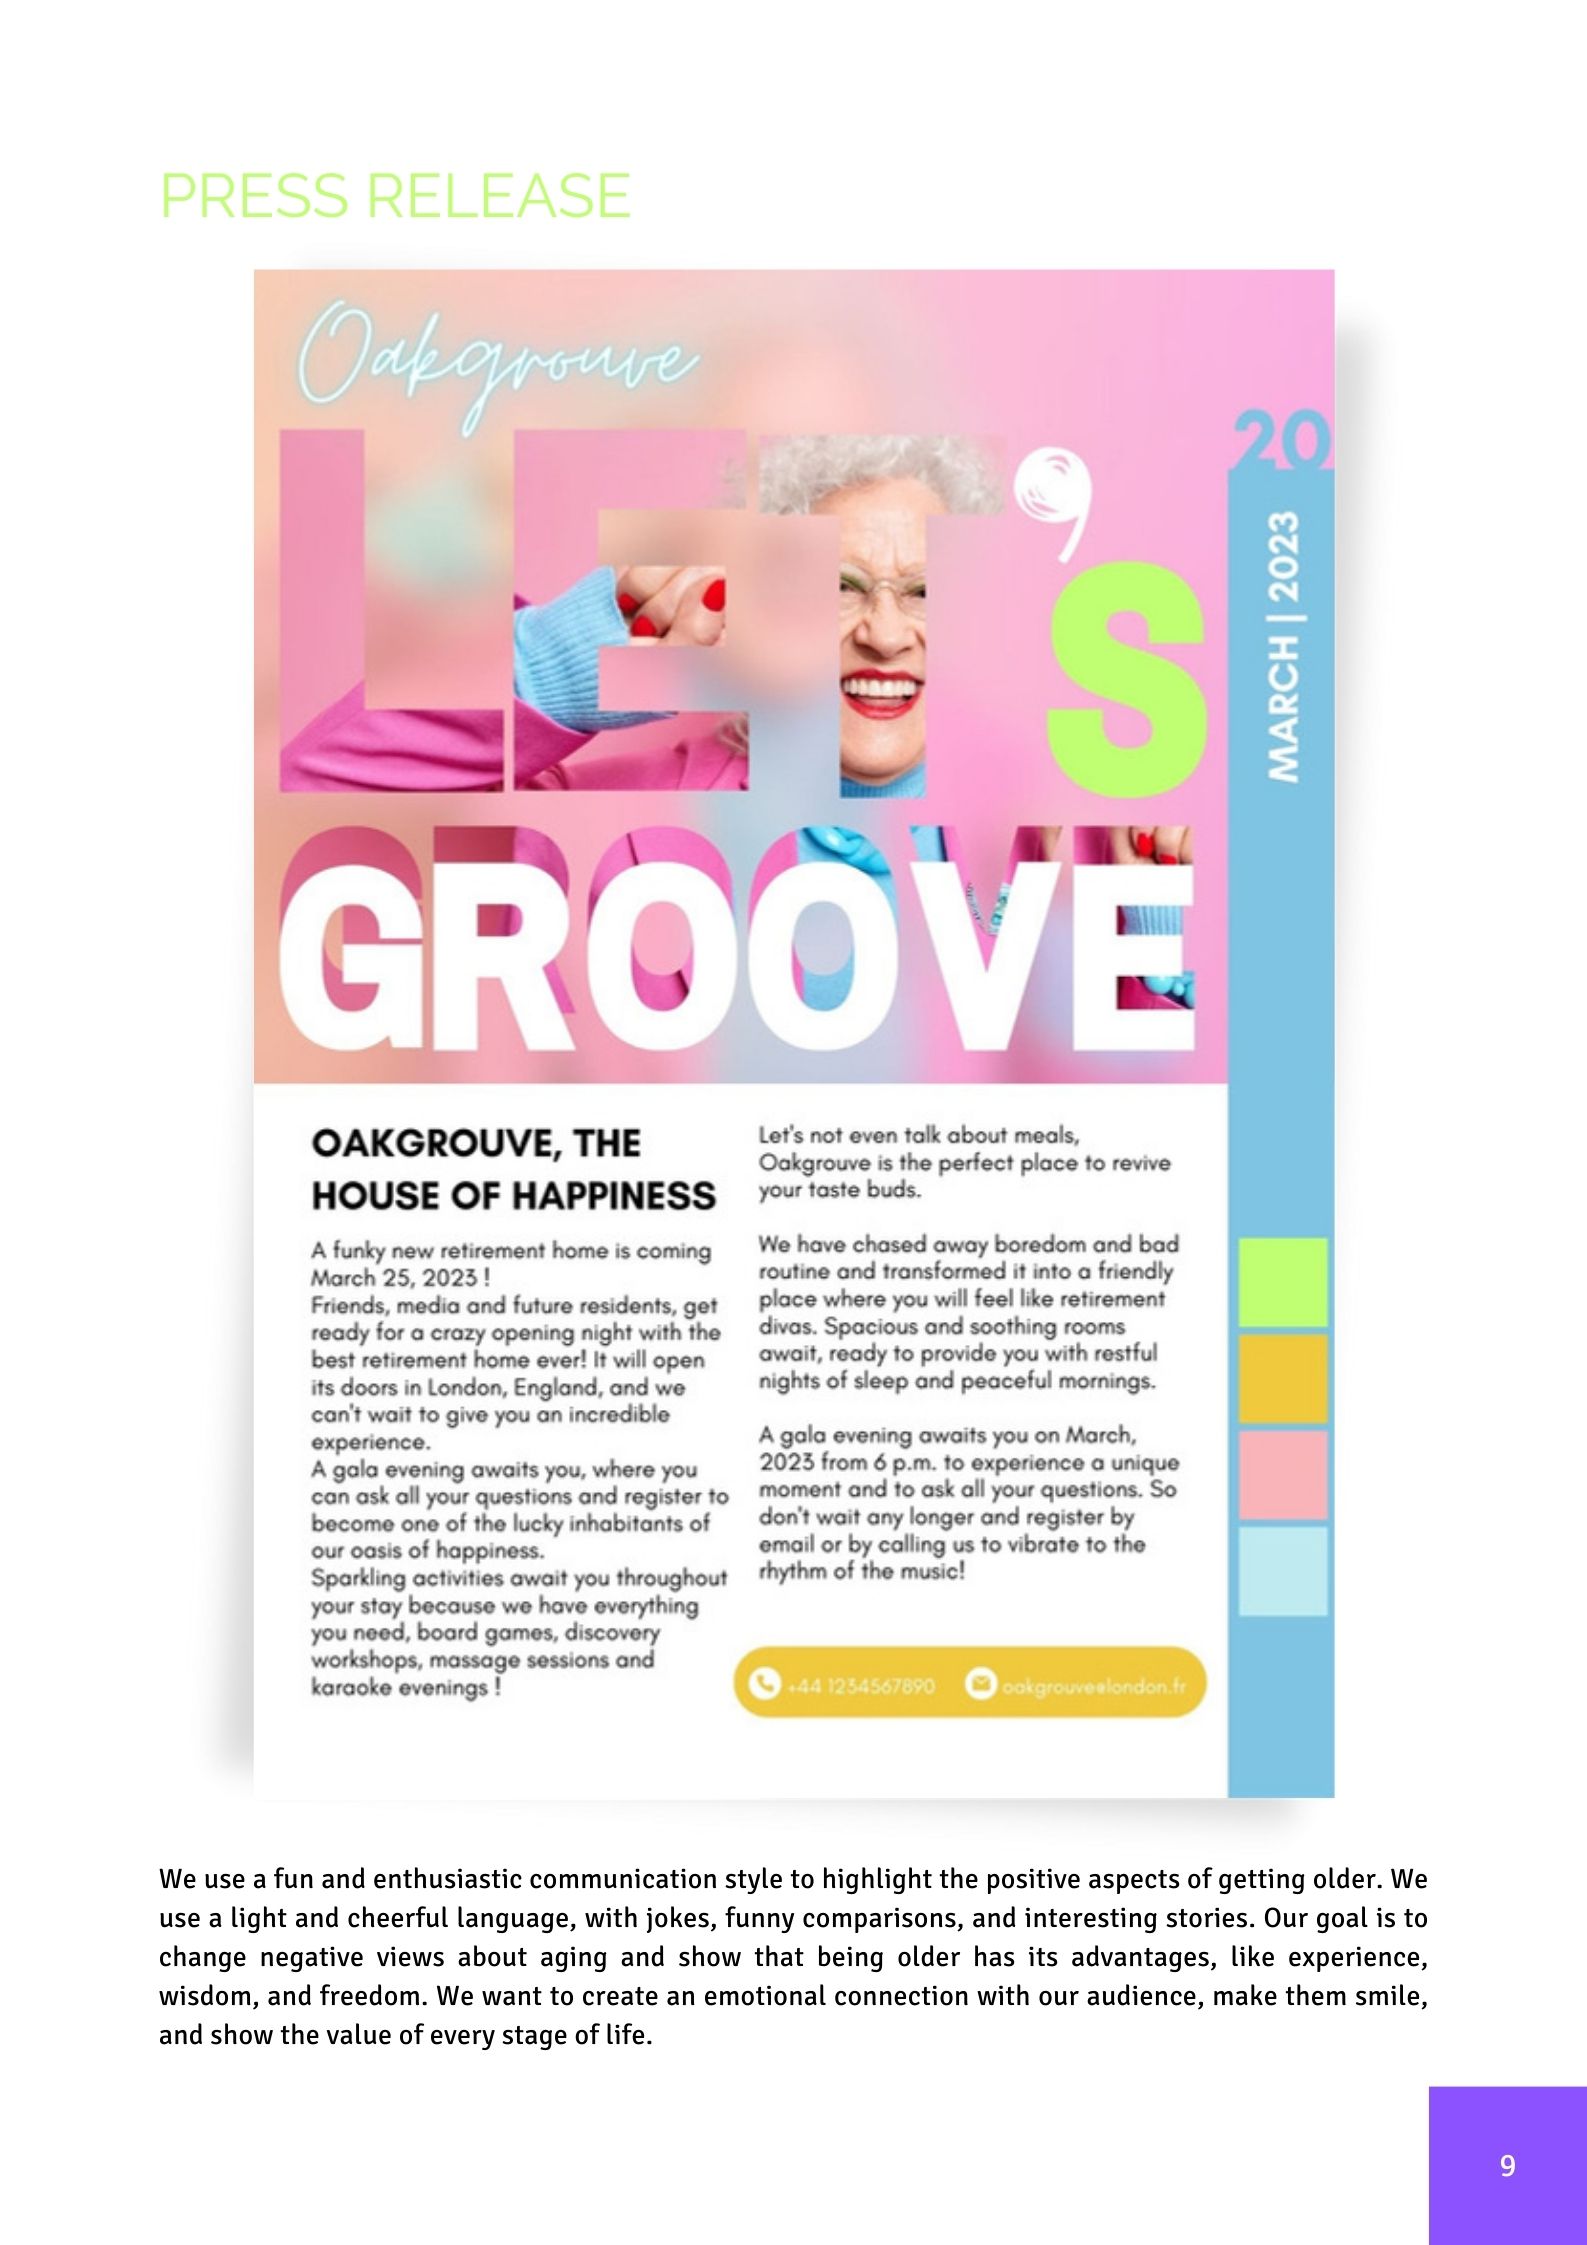 PRESS RELEASE
Oakgrouve
LET's
GROOVE
20
MARCH | 2023
OAKGROUVE, THE
HOUSE OF HAPPINESS
A funky new retirement home is coming
March 25, 2023 !
Friends, media and future residents, get
ready for a crazy opening night with the
best retirement home ever! It will open
its doors in London, England, and we
can't wait to give you an incredible
experience.
A gala evening awaits you, where you
can ask all your questions and register to
become one of the lucky inhabitants of
our oasis of happiness.
Sparkling activities await you throughout
your stay because we have everything
you need, board games, discovery
workshops, massage sessions and
karaoke evenings !
Let's not even talk about meals,
Oakgrouve is the perfect place to revive
your taste buds.
We have chased away boredom and bad
routine and transformed it into a friendly
place where you will feel like retirement
divas. Spacious and soothing rooms
await, ready to provide you with restful
nights of sleep and peaceful mornings.
A gala evening awaits you on March,
2023 from 6 p.m. to experience a unique
moment and to ask all your questions. So
don't wait any longer and register by
email or by calling us to vibrate to the
rhythm of the music!
+44 1234567890
oakgrouve@london.fr
We use a fun and enthusiastic communication style to highlight the positive aspects of getting older. We
use a light and cheerful language, with jokes, funny comparisons, and interesting stories. Our goal is to
change negative views about aging and show that being older has its advantages, like experience,
wisdom, and freedom. We want to create an emotional connection with our audience, make them smile,
and show the value of every stage of life.
9